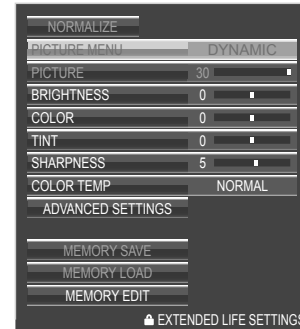 NORMALIZE
PICTURE MENU DYNAMIC
PICTURE 30
BRIGHTNESS 0
COLOR 0
TINT 0
SHARPNESS 5
COLOR TEMP NORMAL
ADVANCED SETTINGS
MEMORY SAVE
MEMORY LOAD
MEMORY EDIT
EXTENDED LIFE SETTINGS